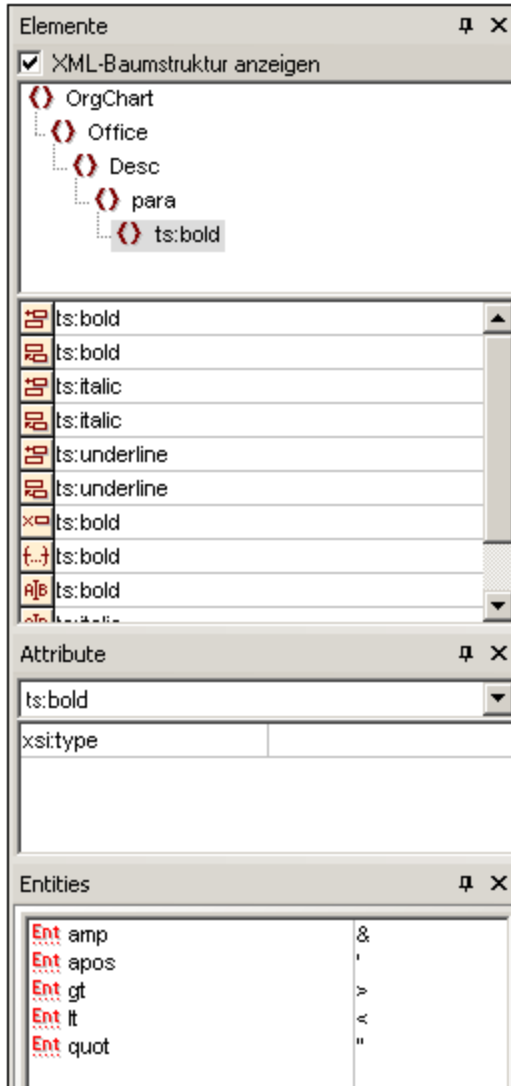 Elemente
XML-Baumstruktur anzeigen
OrgChart
Office
Desc
para
ts:bold
ts:bold
ts:bold
ts:italic
ts:italic
ts:underline
ts:underline
ts:bold
{...} ts:bold
A|B ts:bold
Attribute
ts:bold
xsi:type
Entities
Ent amp &
Ent apos '
Ent gt >
Ent lt <
Ent quot "